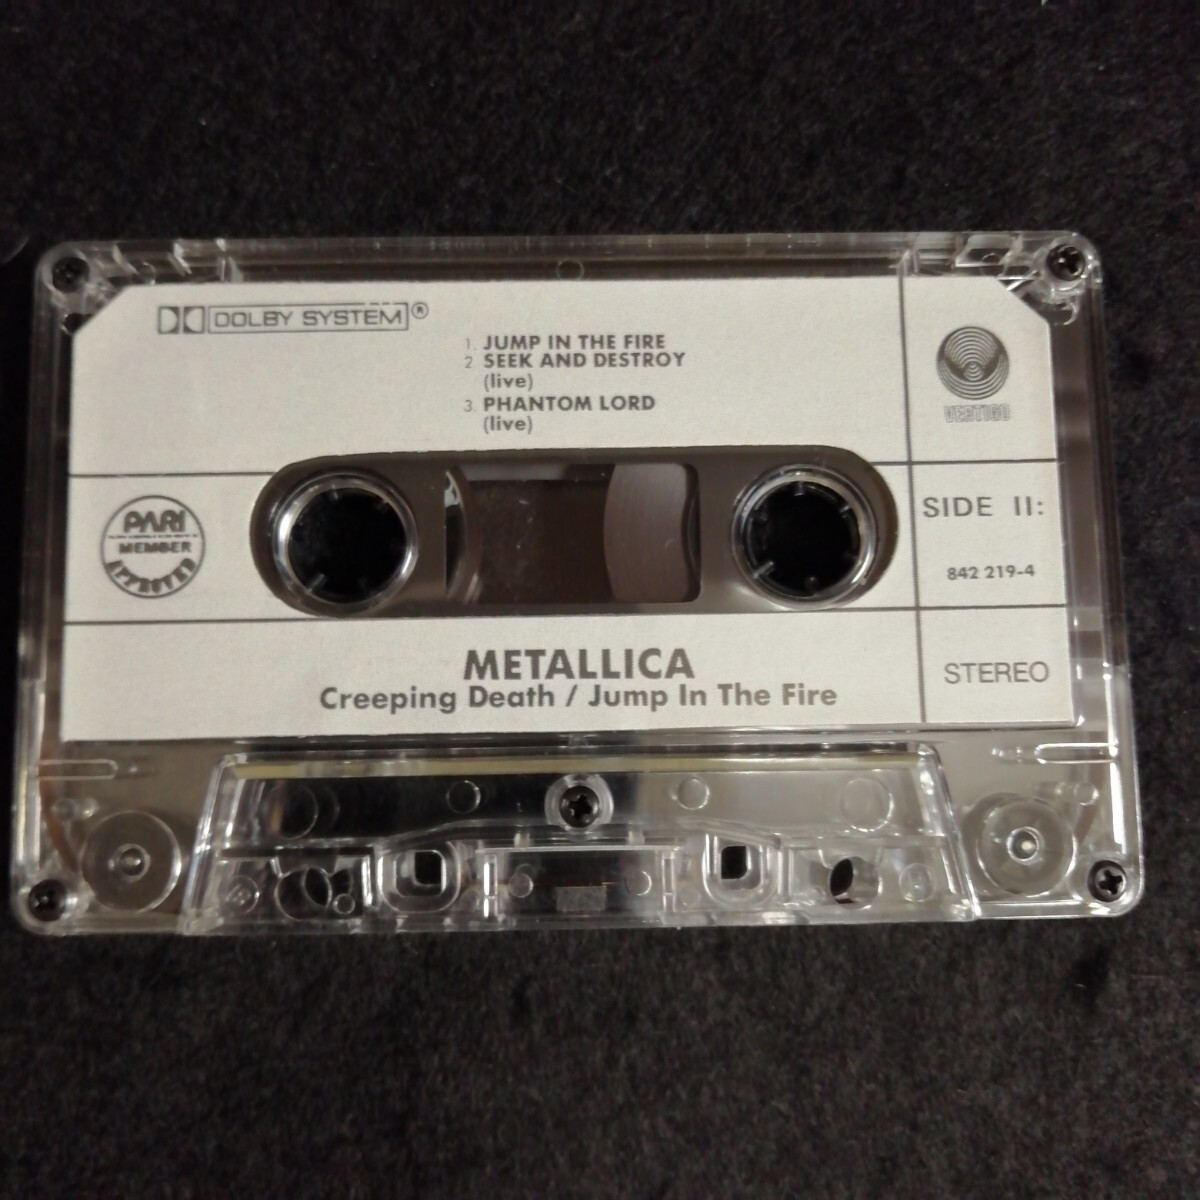 DOLBY SYSTEM®
1. JUMP IN THE FIRE
2 SEEK AND DESTROY
(live)
3. PHANTOM LORD
(live)
VERTIGO
PARI
MEMBER
APPROVED
SIDE II:
842 219-4
METALLICA
Creeping Death / Jump In The Fire
STEREO